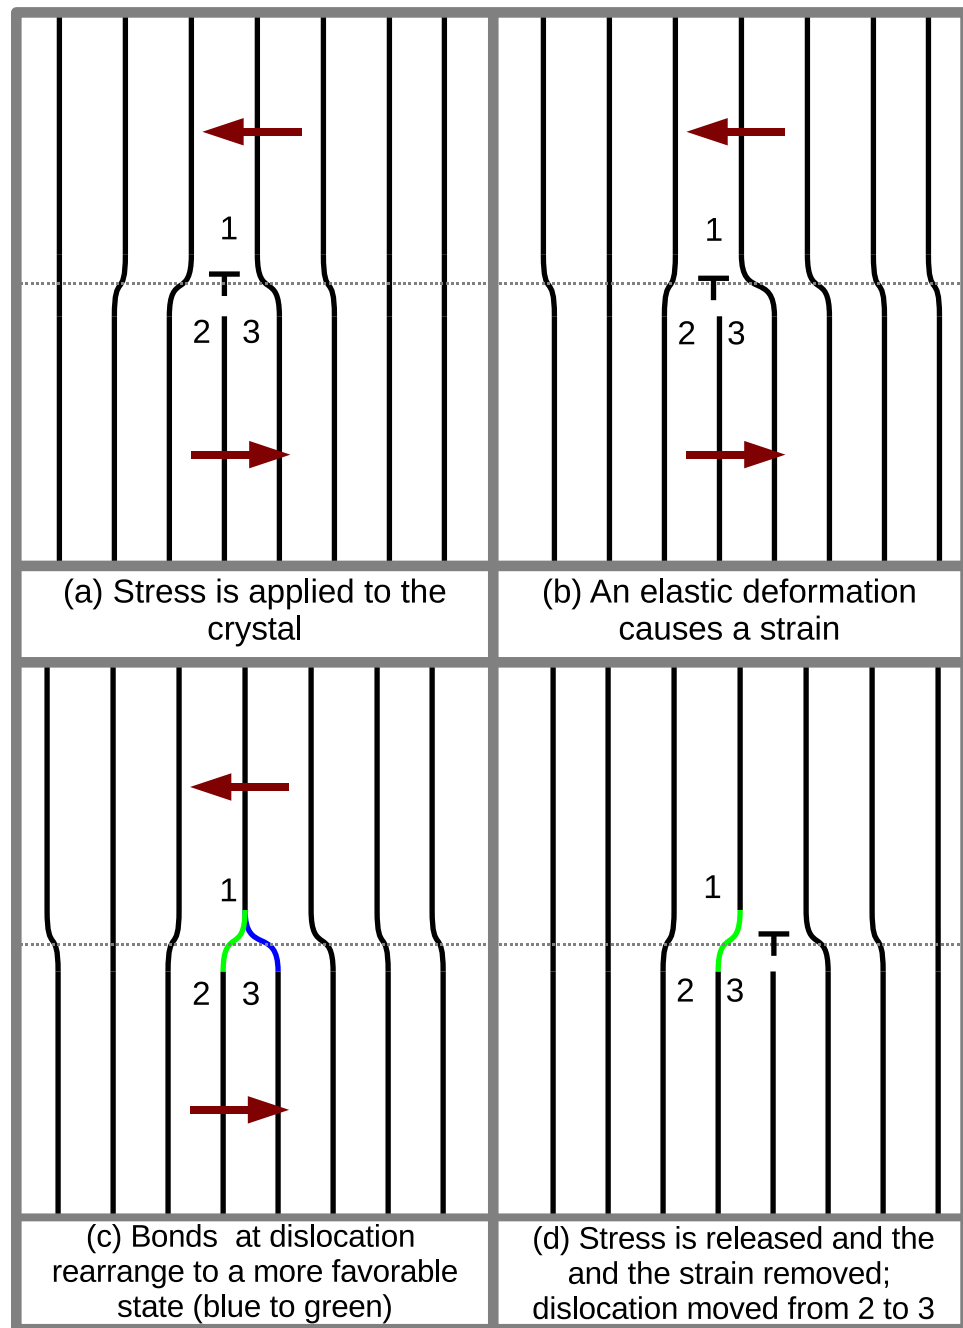 1
2 3
1
2 3
(a) Stress is applied to the
crystal
(b) An elastic deformation
causes a strain
1
2 3
1
2 3
(c) Bonds at dislocation
rearrange to a more favorable
state (blue to green)
(d) Stress is released and the
and the strain removed;
dislocation moved from 2 to 3